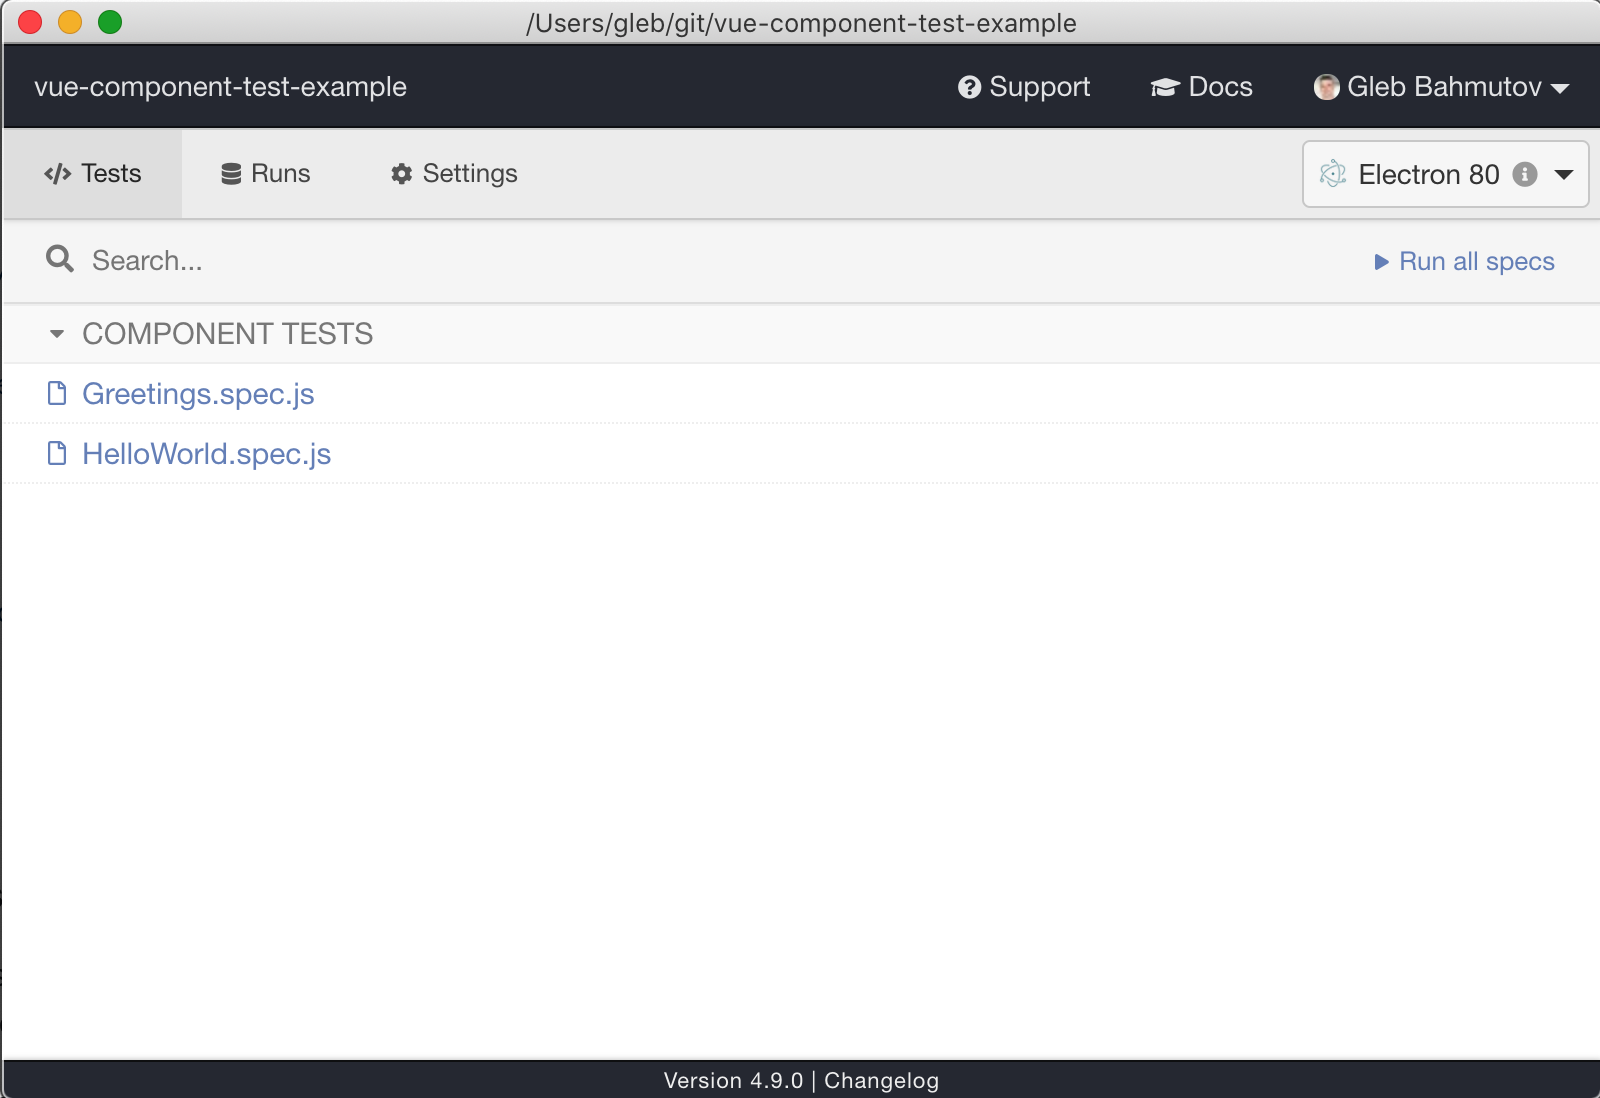 /Users/gleb/git/vue-component-test-example
vue-component-test-example Support Docs Gleb Bahmutov
Tests Runs Settings Electron 80
Search... Run all specs
COMPONENT TESTS
Greetings.spec.js
HelloWorld.spec.js
Version 4.9.0 | Changelog